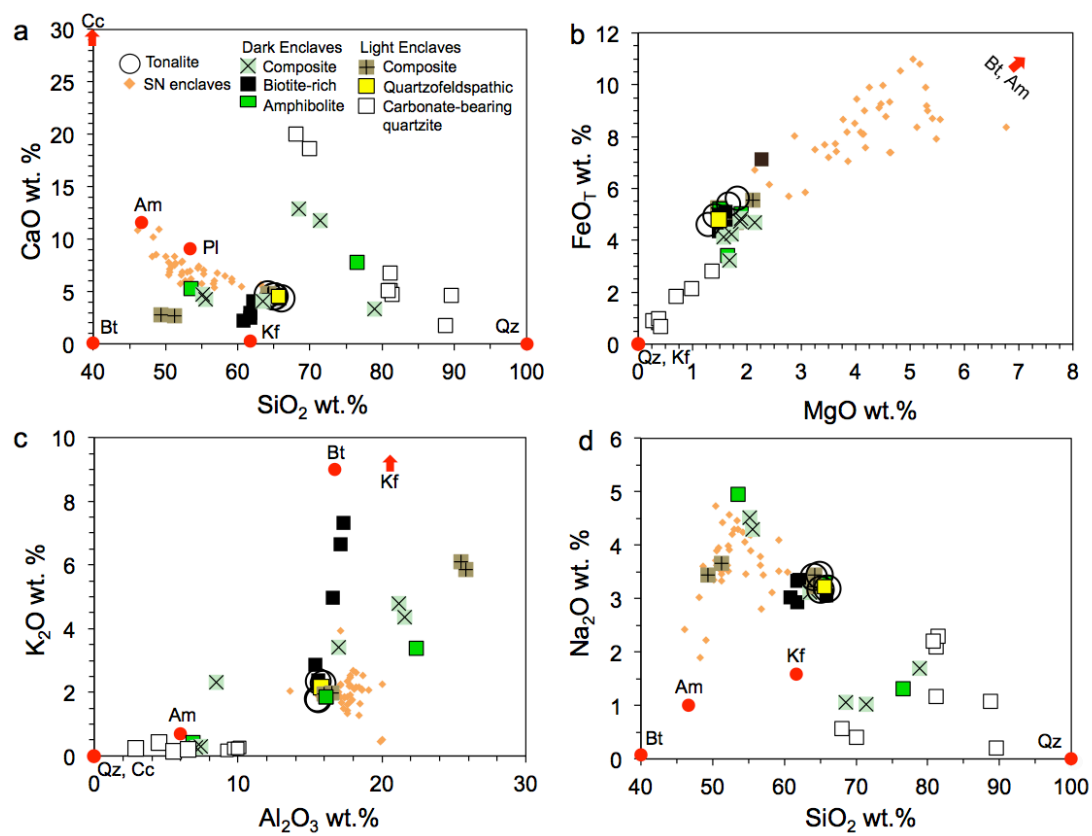 a
Cc
30
25
20
15
10
5
0
CaO wt. %
Tonalite
SN enclaves
Dark Enclaves
Composite
Biotite-rich
Amphibolite
Light Enclaves
Composite
Quartzofeldspathic
Carbonate-bearing
quartzite
Am
Pl
Bt
Kf
Qz
40 50 60 70 80 90 100
SiO2 wt.%
b
12
10
8
6
4
2
0
FeOT wt. %
Bt, Am
Qz, Kf
0 1 2 3 4 5 6 7 8
MgO wt.%
c
10
8
6
4
2
0
K2O wt. %
Bt
Kf
Am
Qz, Cc
0 10 20 30
Al2O3 wt.%
d
6
5
4
3
2
1
0
Na2O wt. %
Kf
Am
Bt
Qz
40 50 60 70 80 90 100
SiO2 wt.%